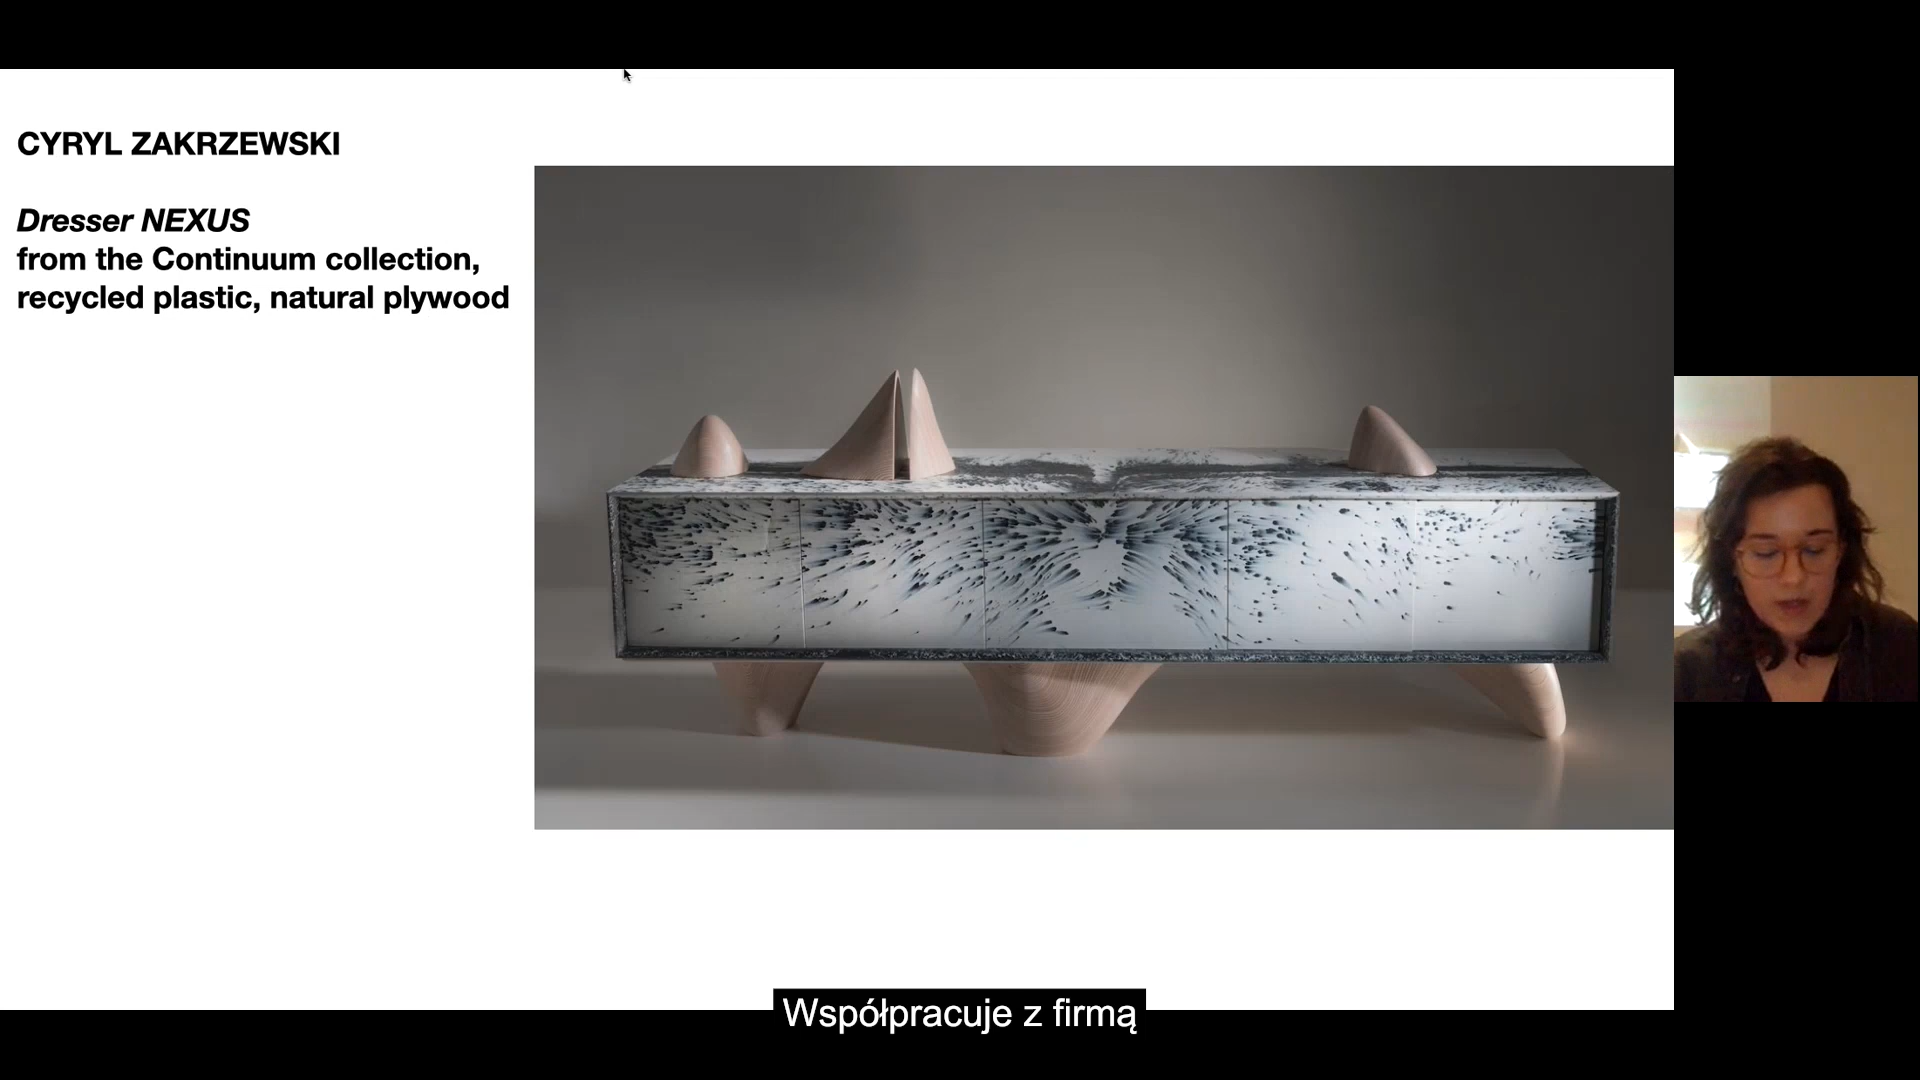 CYRYL ZAKRZEWSKI
Dresser NEXUS
from the Continuum collection,
recycled plastic, natural plywood
Współpracuje z firmą